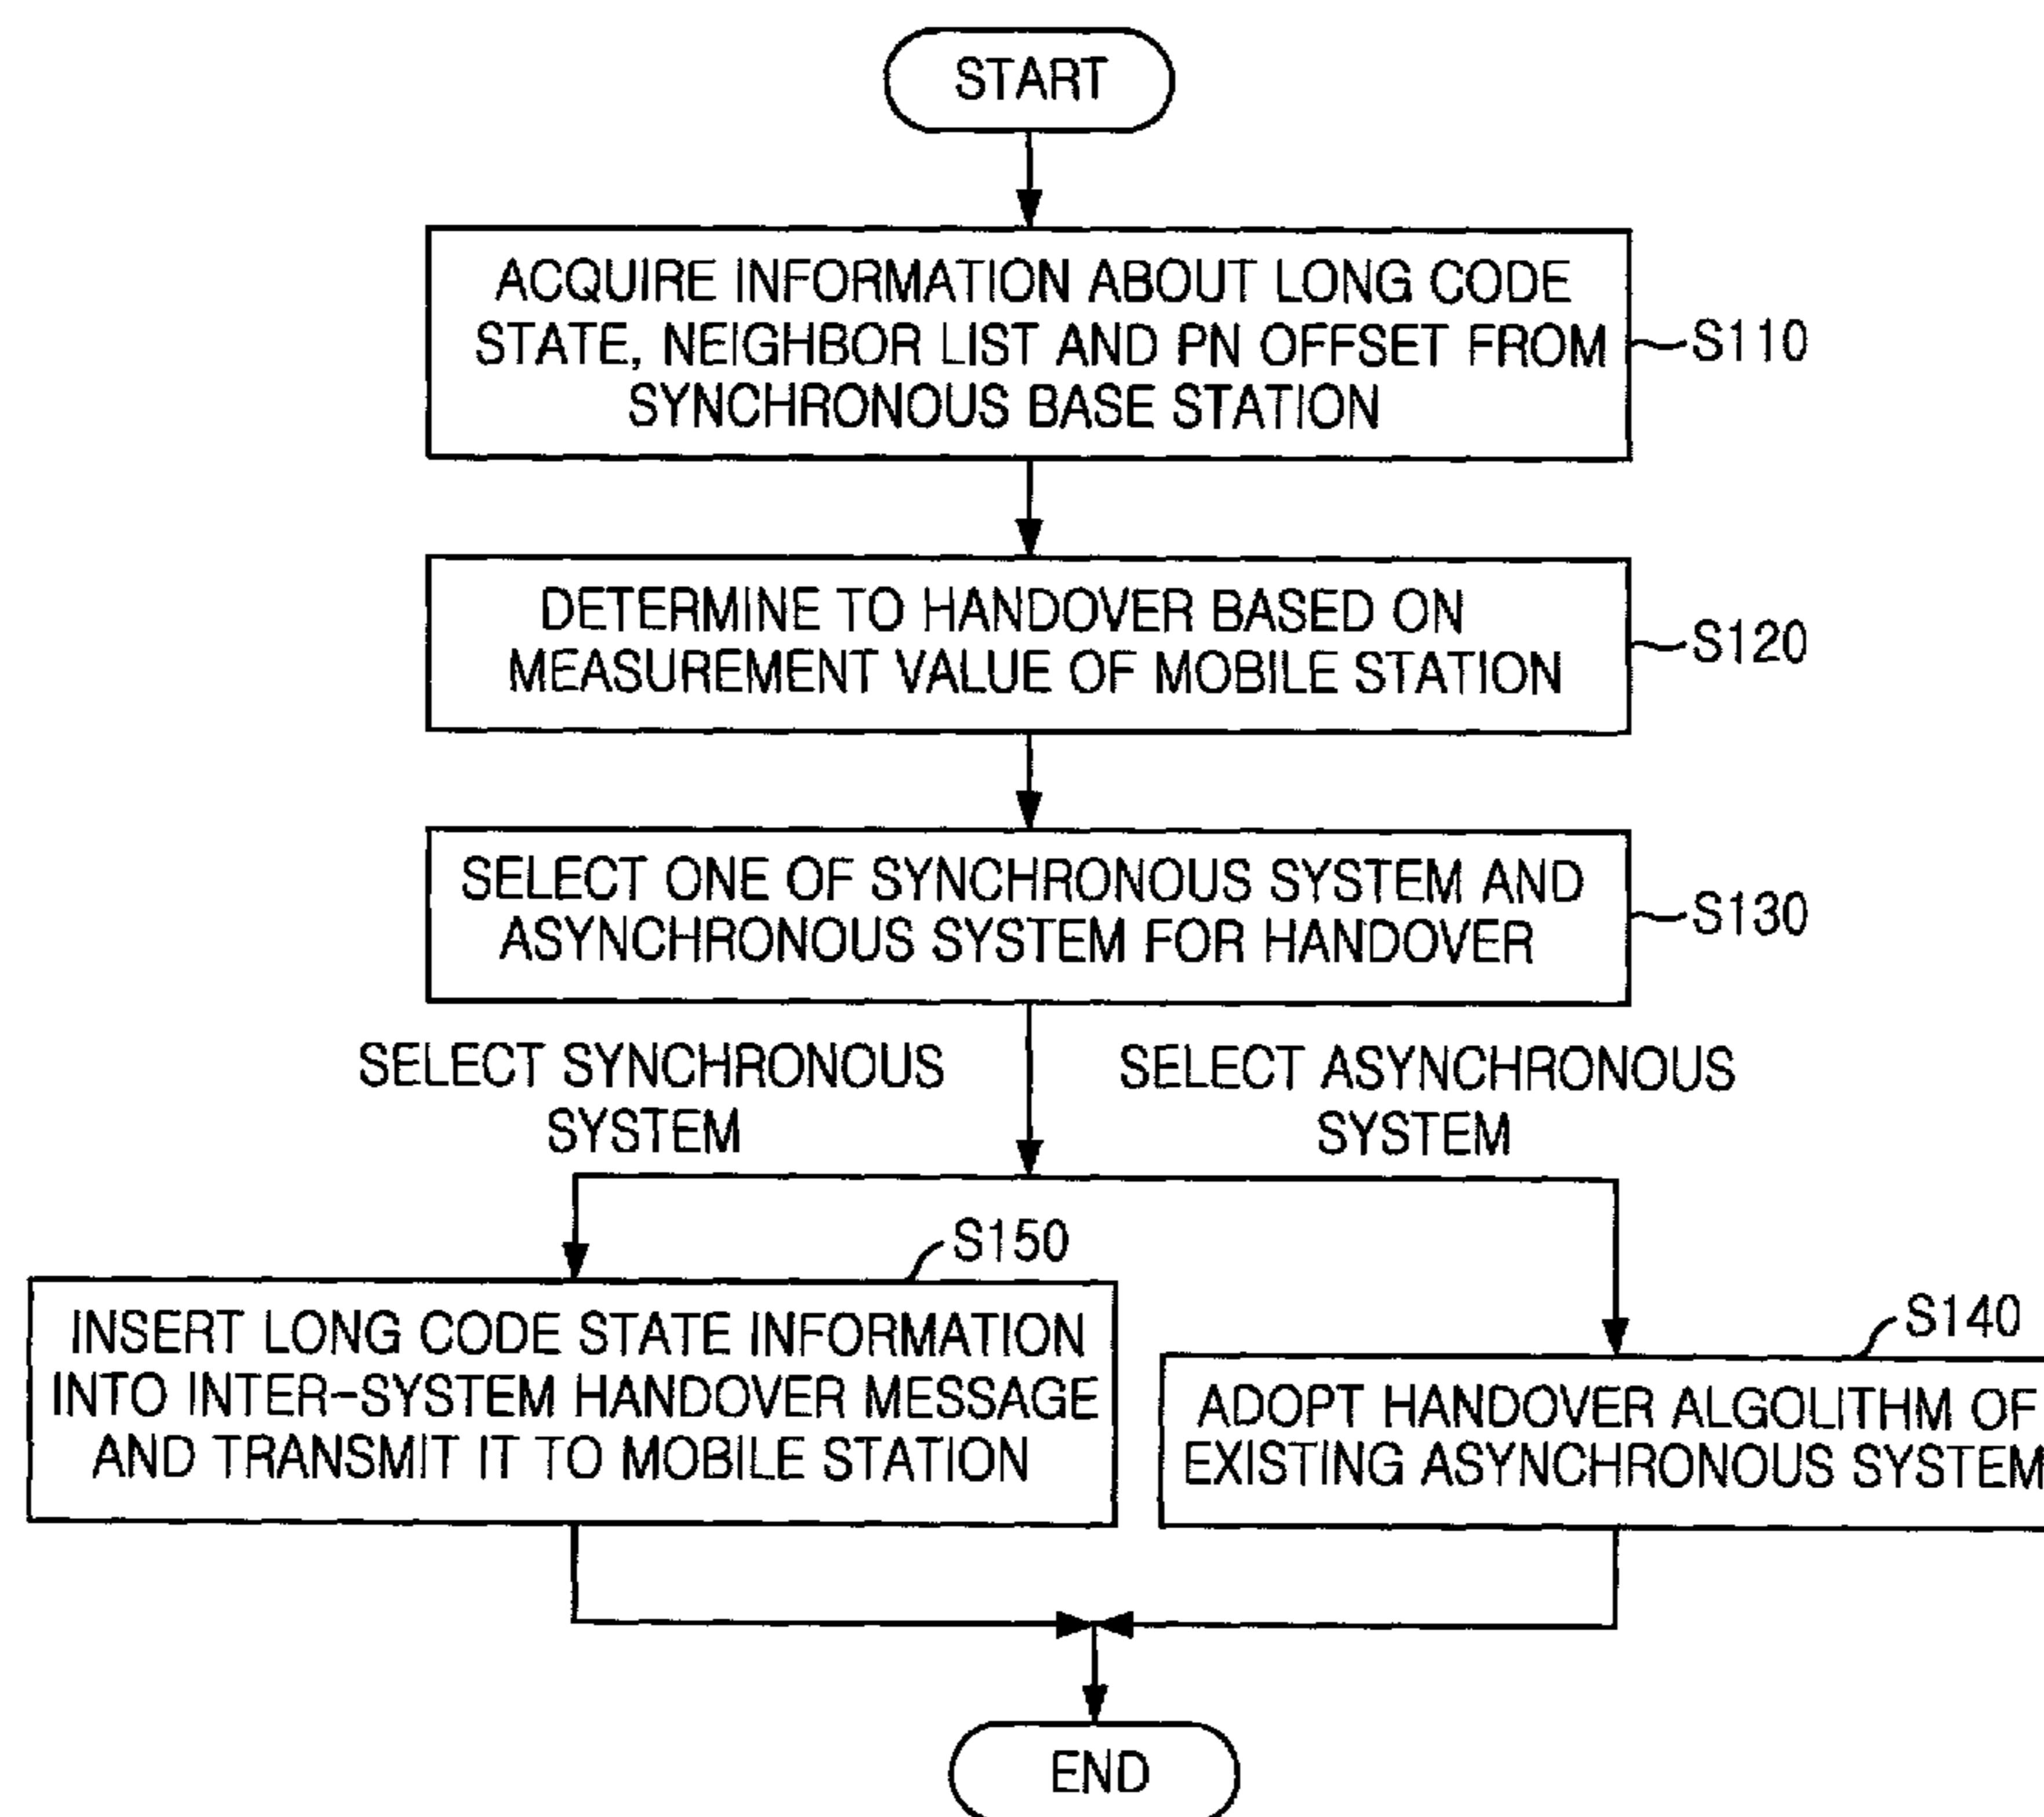 START
ACQUIRE INFORMATION ABOUT LONG CODE
STATE, NEIGHBOR LIST AND PN OFFSET FROM
SYNCHRONOUS BASE STATION
S110
DETERMINE TO HANDOVER BASED ON
MEASUREMENT VALUE OF MOBILE STATION
S120
SELECT ONE OF SYNCHRONOUS SYSTEM AND
ASYNCHRONOUS SYSTEM FOR HANDOVER
S130
SELECT SYNCHRONOUS
SYSTEM
SELECT ASYNCHRONOUS
SYSTEM
S150
INSERT LONG CODE STATE INFORMATION
INTO INTER-SYSTEM HANDOVER MESSAGE
AND TRANSMIT IT TO MOBILE STATION
S140
ADOPT HANDOVER ALGOLITHM OF
EXISTING ASYNCHRONOUS SYSTEM
END